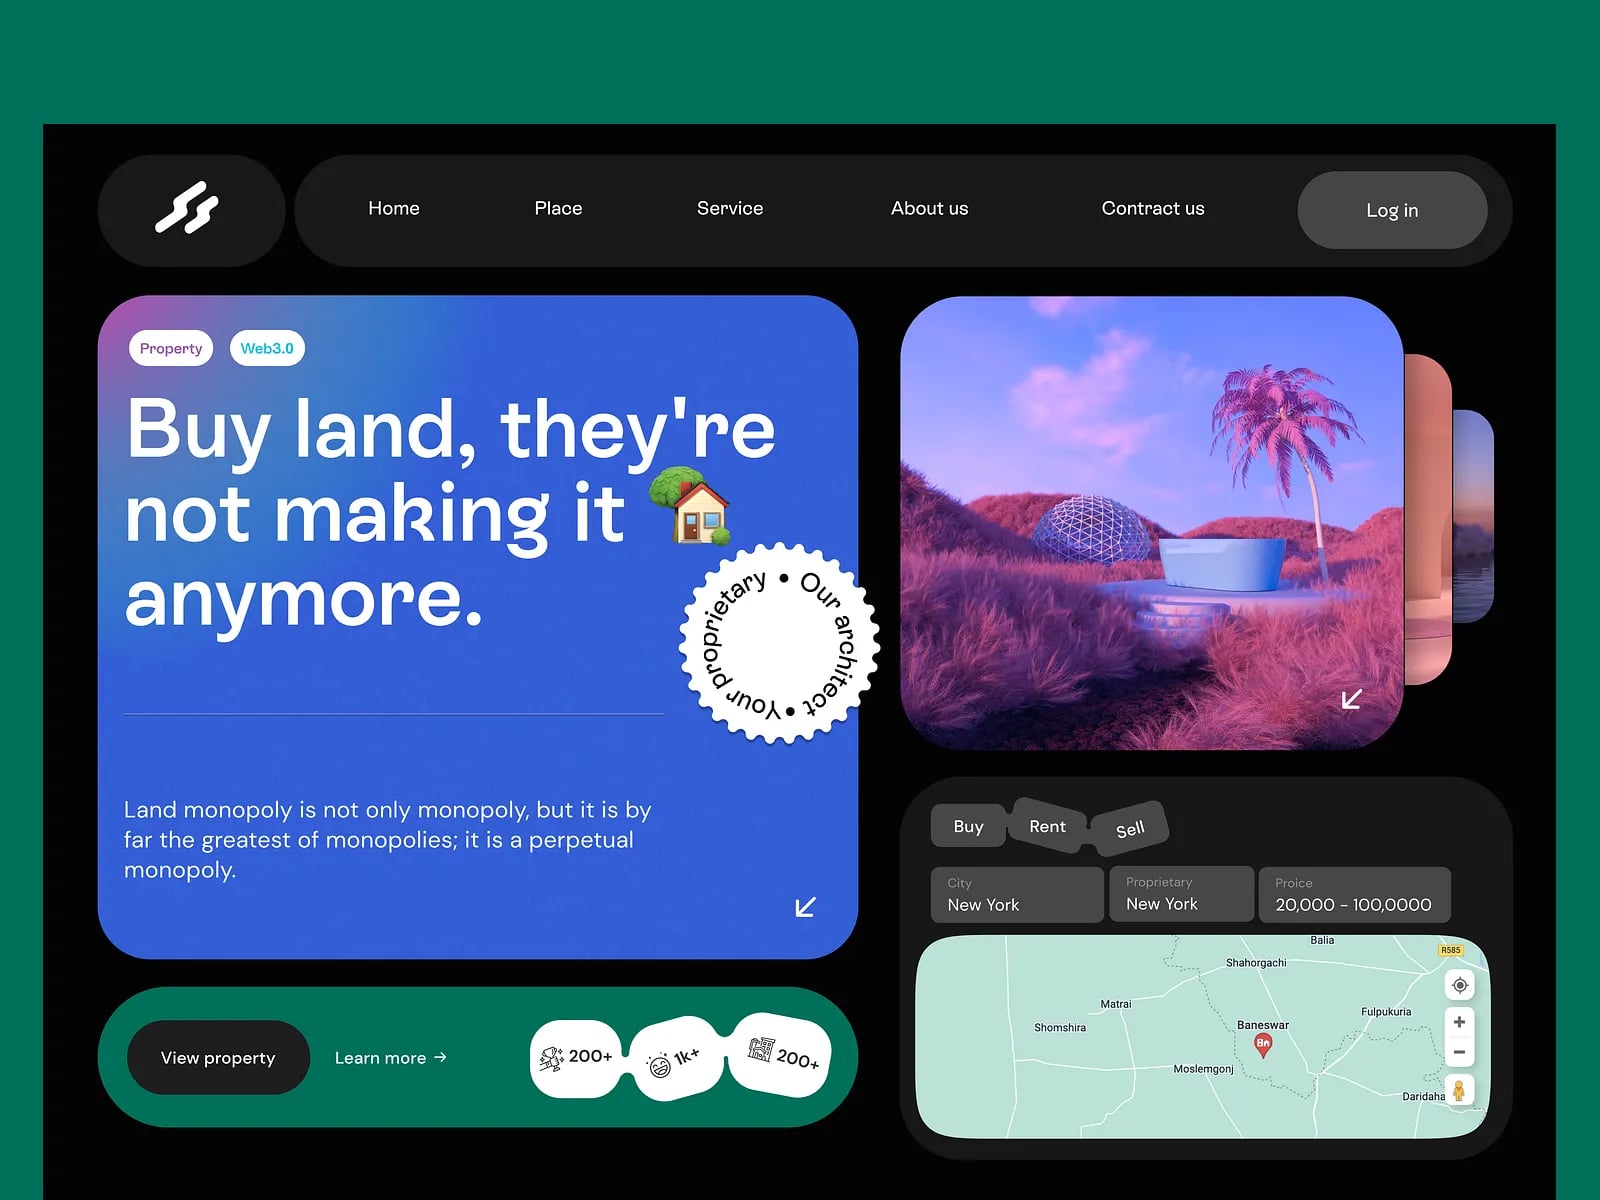 Home
Place
Service
About us
Contract us
Log in
Property
Web3.0
Buy land, they're
not making it
anymore.
Our architect • Your proprietary •
Land monopoly is not only monopoly, but it is by
far the greatest of monopolies; it is a perpetual
monopoly.
View property
Learn more →
200+
1k+
200+
Buy
Rent
Sell
City
New York
Proprietary
New York
Proice
20,000 - 100,0000
Balia
R585
Shahorgachi
Matrai
Fulpukuria
Shomshira
Baneswar
Moslemgonj
Daridaha